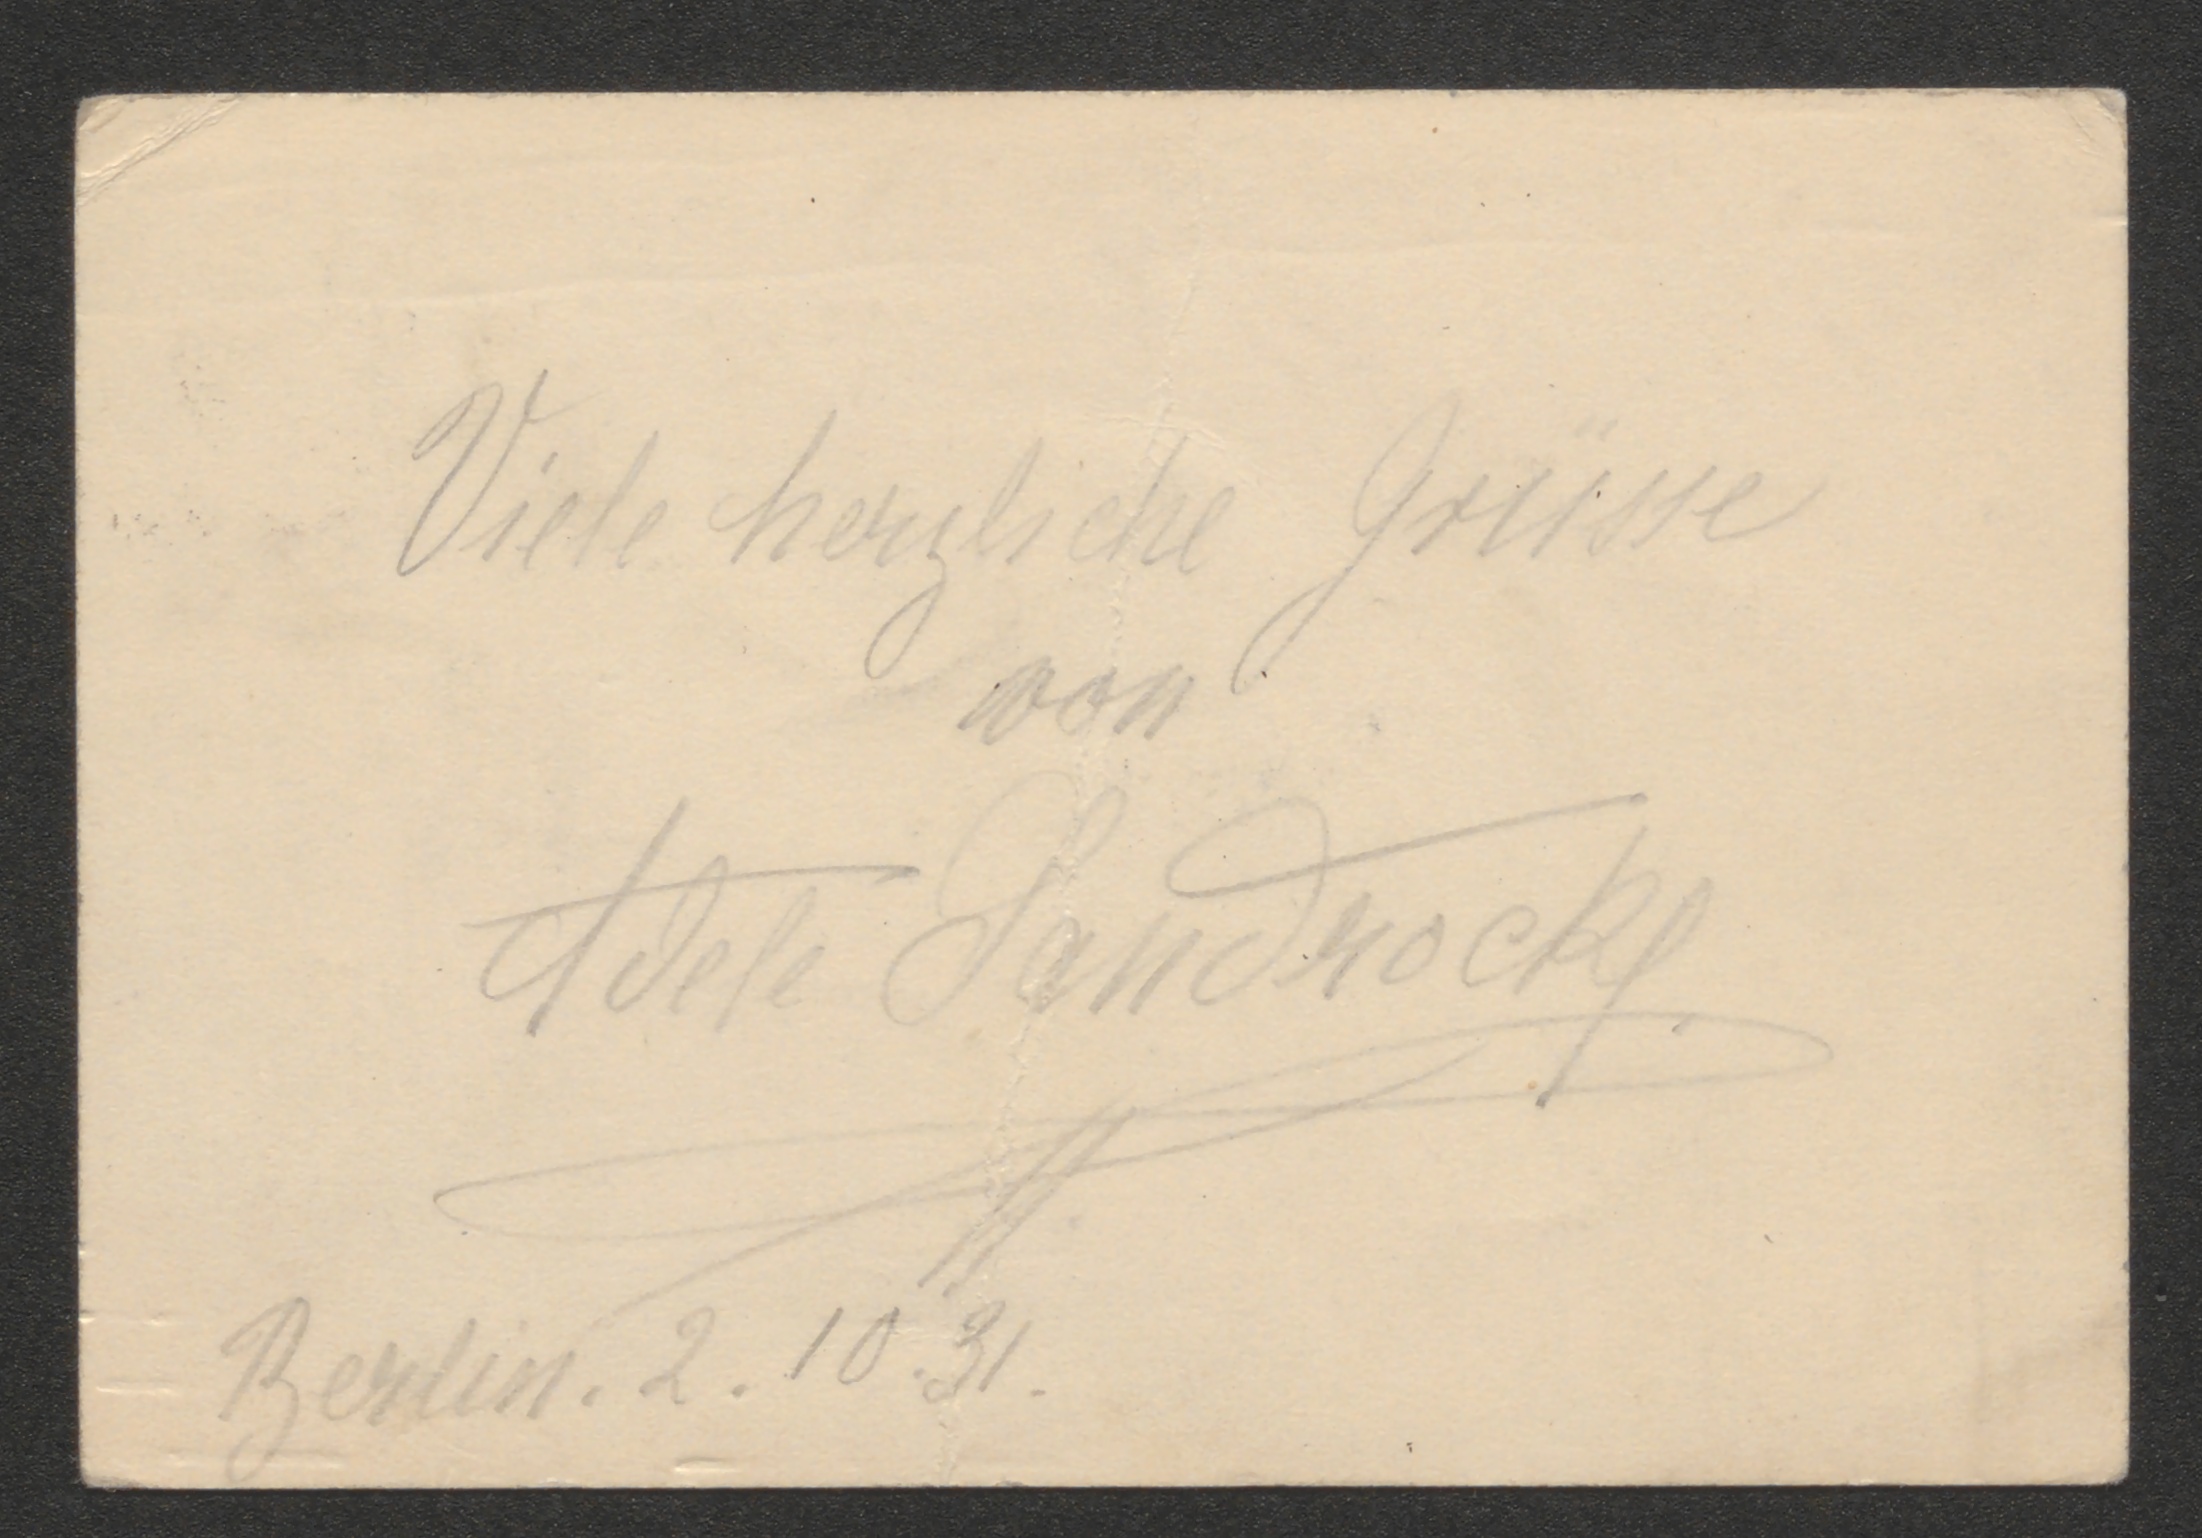 Viele herzliche Grüsse
von
Adele Sandrock
Berlin. 2. 10. 31.